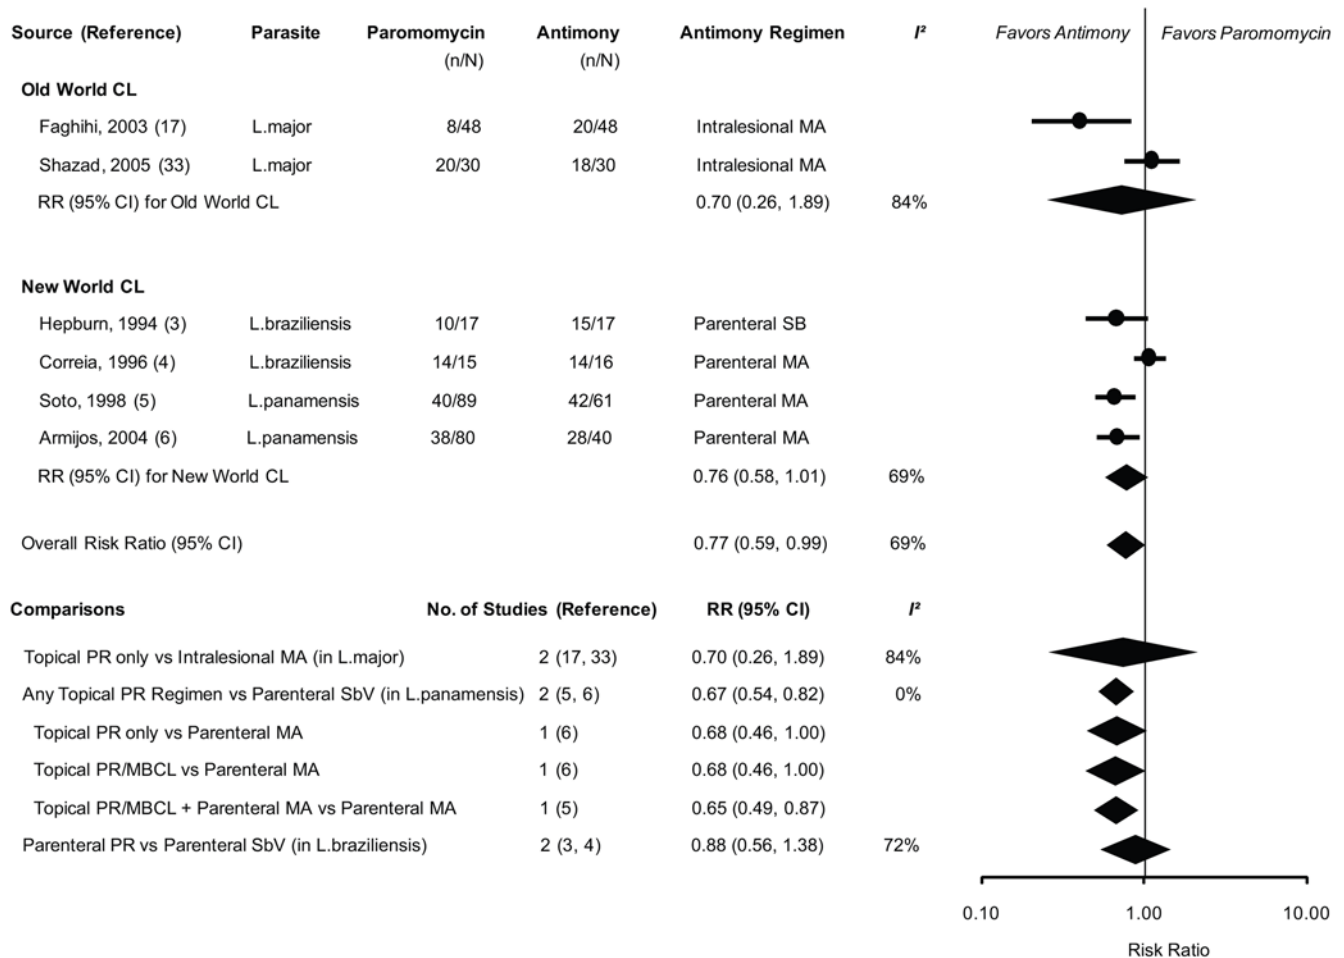 Source (Reference) Parasite Paromomycin Antimony Antimony Regimen I² Favors Antimony Favors Paromomycin
(n/N) (n/N)
Old World CL
Faghihi, 2003 (17) L.major 8/48 20/48 Intralesional MA
Shazad, 2005 (33) L.major 20/30 18/30 Intralesional MA
RR (95% CI) for Old World CL 0.70 (0.26, 1.89) 84%
New World CL
Hepburn, 1994 (3) L.braziliensis 10/17 15/17 Parenteral SB
Correia, 1996 (4) L.braziliensis 14/15 14/16 Parenteral MA
Soto, 1998 (5) L.panamensis 40/89 42/61 Parenteral MA
Armijos, 2004 (6) L.panamensis 38/80 28/40 Parenteral MA
RR (95% CI) for New World CL 0.76 (0.58, 1.01) 69%
Overall Risk Ratio (95% CI) 0.77 (0.59, 0.99) 69%
Comparisons No. of Studies (Reference) RR (95% CI) I²
Topical PR only vs Intralesional MA (in L.major) 2 (17, 33) 0.70 (0.26, 1.89) 84%
Any Topical PR Regimen vs Parenteral SbV (in L.panamensis) 2 (5, 6) 0.67 (0.54, 0.82) 0%
Topical PR only vs Parenteral MA 1 (6) 0.68 (0.46, 1.00)
Topical PR/MBCL vs Parenteral MA 1 (6) 0.68 (0.46, 1.00)
Topical PR/MBCL + Parenteral MA vs Parenteral MA 1 (5) 0.65 (0.49, 0.87)
Parenteral PR vs Parenteral SbV (in L.braziliensis) 2 (3, 4) 0.88 (0.56, 1.38) 72%
0.10 1.00 10.00
Risk Ratio